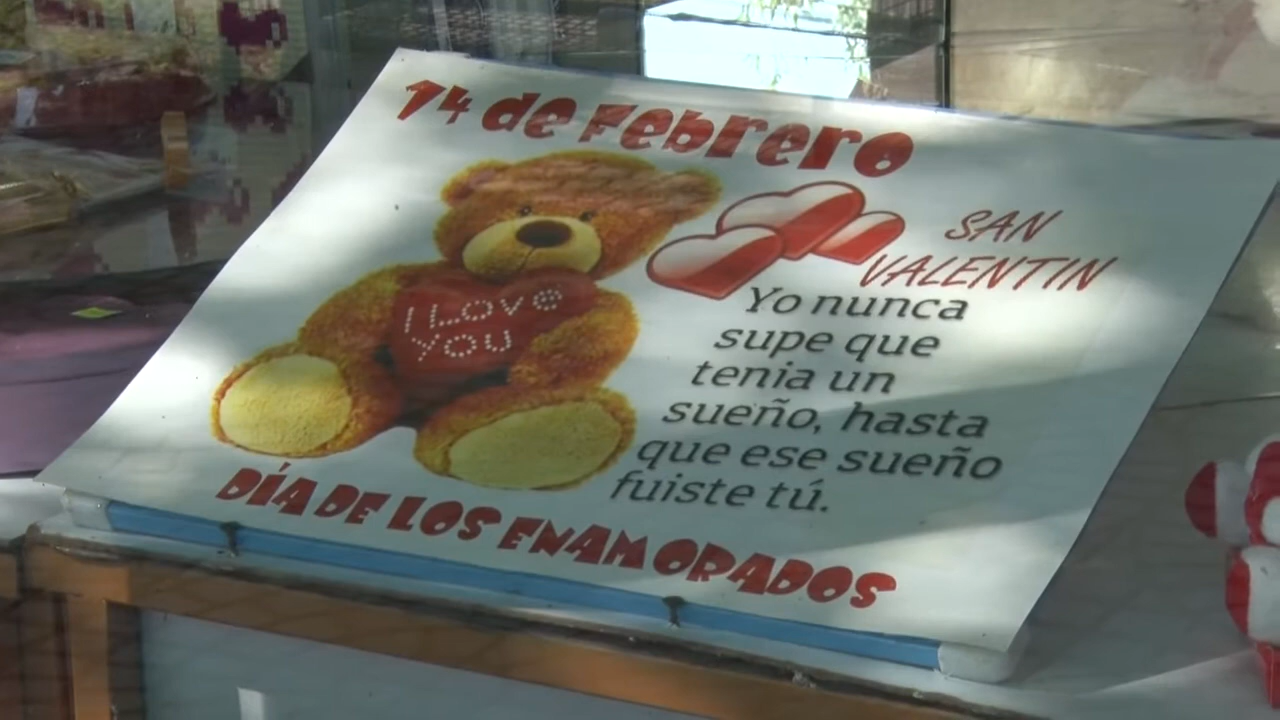 14 de Febrero
SAN
VALENTIN
I Love
You
Yo nunca
supe que
tenia un
sueño, hasta
que ese sueño
fuiste tú.
DÍA DE LOS ENAMORADOS